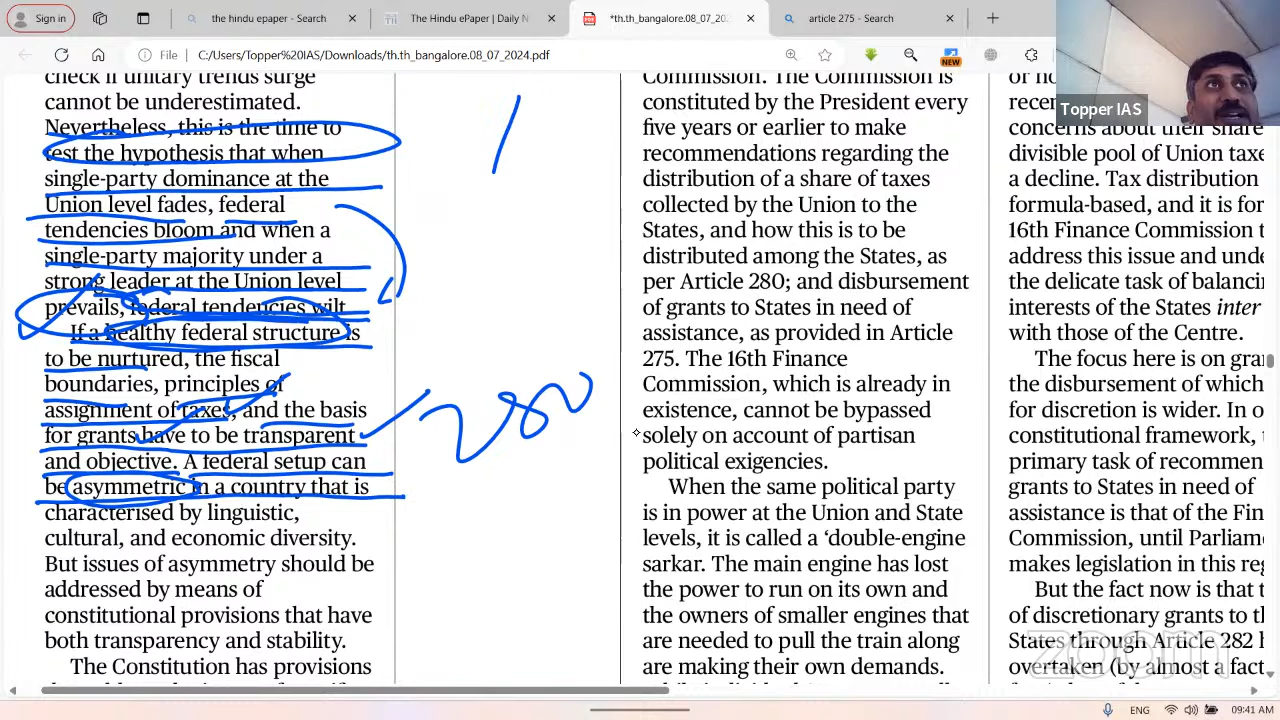 Sign in
the hindu epaper - Search
The Hindu ePaper | Daily N
*th.th_bangalore.08_07_202
article 275 - Search
File
C:/Users/Topper%20IAS/Downloads/th.th_bangalore.08_07_2024.pdf
NEW
Topper IAS
check if unitary trends surge
cannot be underestimated.
Nevertheless, this is the time to
test the hypothesis that when
single-party dominance at the
Union level fades, federal
tendencies bloom and when a
single-party majority under a
strong leader at the Union level
prevails, federal tendencies wilt.
If a healthy federal structure is
to be nurtured, the fiscal
boundaries, principles of
assignment of taxes, and the basis
for grants have to be transparent
and objective. A federal setup can
be asymmetric in a country that is
characterised by linguistic,
cultural, and economic diversity.
But issues of asymmetry should be
addressed by means of
constitutional provisions that have
both transparency and stability.
The Constitution has provisions
280
Commission. The Commission is
constituted by the President every
five years or earlier to make
recommendations regarding the
distribution of a share of taxes
collected by the Union to the
States, and how this is to be
distributed among the States, as
per Article 280; and disbursement
of grants to States in need of
assistance, as provided in Article
275. The 16th Finance
Commission, which is already in
existence, cannot be bypassed
solely on account of partisan
political exigencies.
When the same political party
is in power at the Union and State
levels, it is called a ‘double-engine
sarkar. The main engine has lost
the power to run on its own and
the owners of smaller engines that
are needed to pull the train along
are making their own demands.
or no
recen
concerns about their share
divisible pool of Union taxe
a decline. Tax distribution
formula-based, and it is for
16th Finance Commission t
address this issue and unde
the delicate task of balanci
interests of the States inter
with those of the Centre.
The focus here is on gran
the disbursement of which
for discretion is wider. In o
constitutional framework, t
primary task of recommen
grants to States in need of
assistance is that of the Fin
Commission, until Parliame
makes legislation in this reg
But the fact now is that t
of discretionary grants to th
States through Article 282 h
overtaken (by almost a fact
zoom
ENG
09:41 AM